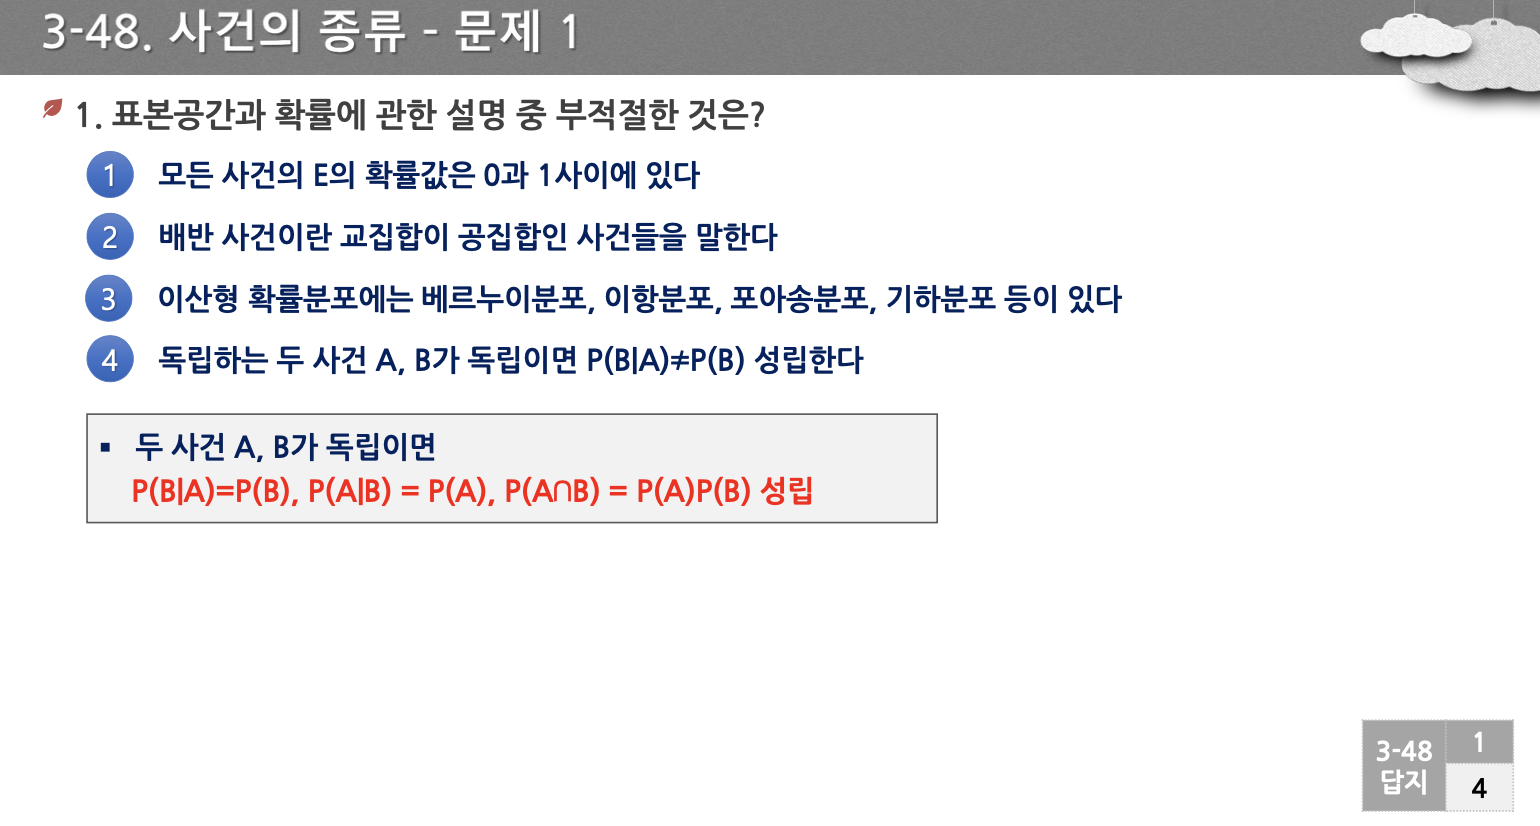 3-48. 사건의 종류 - 문제 1
1. 표본공간과 확률에 관한 설명 중 부적절한 것은?
1 모든 사건의 E의 확률값은 0과 1사이에 있다
2 배반 사건이란 교집합이 공집합인 사건들을 말한다
3 이산형 확률분포에는 베르누이분포, 이항분포, 포아송분포, 기하분포 등이 있다
4 독립하는 두 사건 A, B가 독립이면 P(B|A)≠P(B) 성립한다
▪ 두 사건 A, B가 독립이면
P(B|A)=P(B), P(A|B) = P(A), P(A∩B) = P(A)P(B) 성립
3-48
답지
1
4